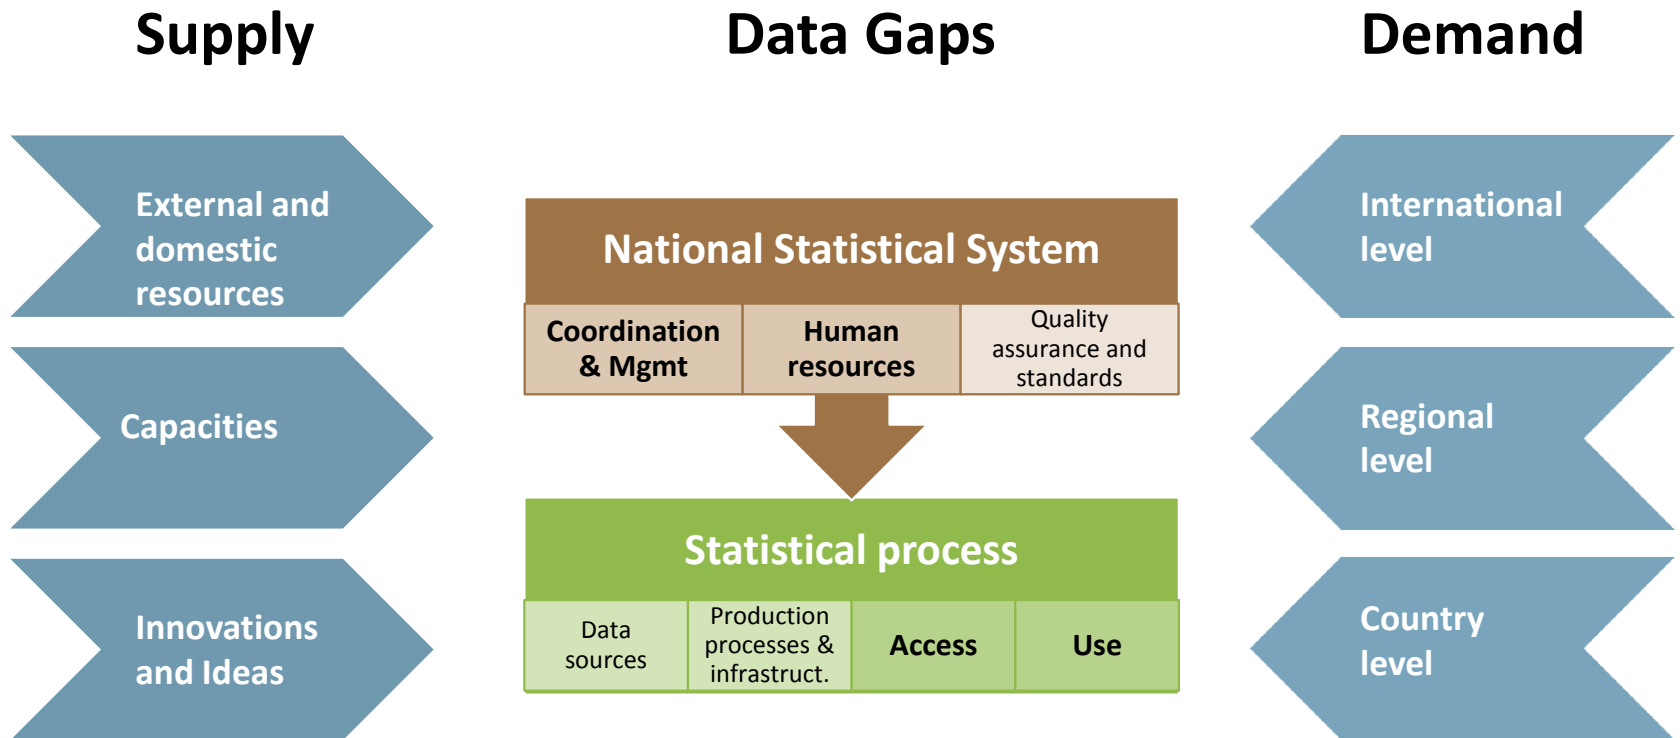 Supply
Data Gaps
Demand
External and
domestic
resources
Capacities
Innovations
and Ideas
National Statistical System
Coordination
& Mgmt
Human
resources
Quality
assurance and
standards
Statistical process
Data
sources
Production
processes &
infrastruct.
Access
Use
International
level
Regional
level
Country
level